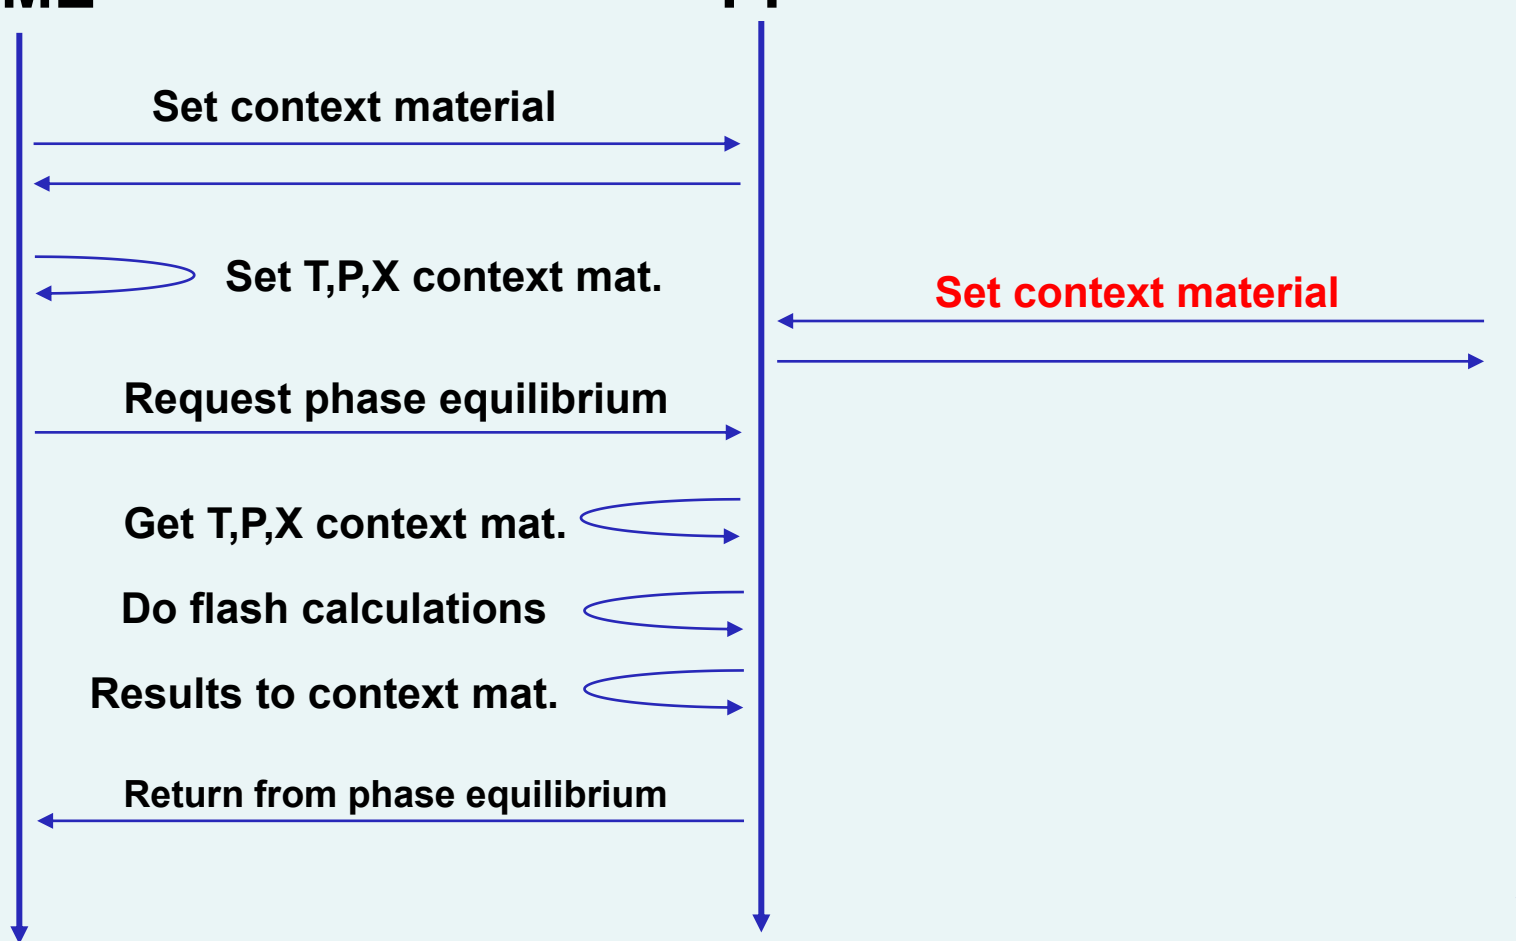 Set context material
Set T,P,X context mat.
Set context material
Request phase equilibrium
Get T,P,X context mat.
Do flash calculations
Results to context mat.
Return from phase equilibrium